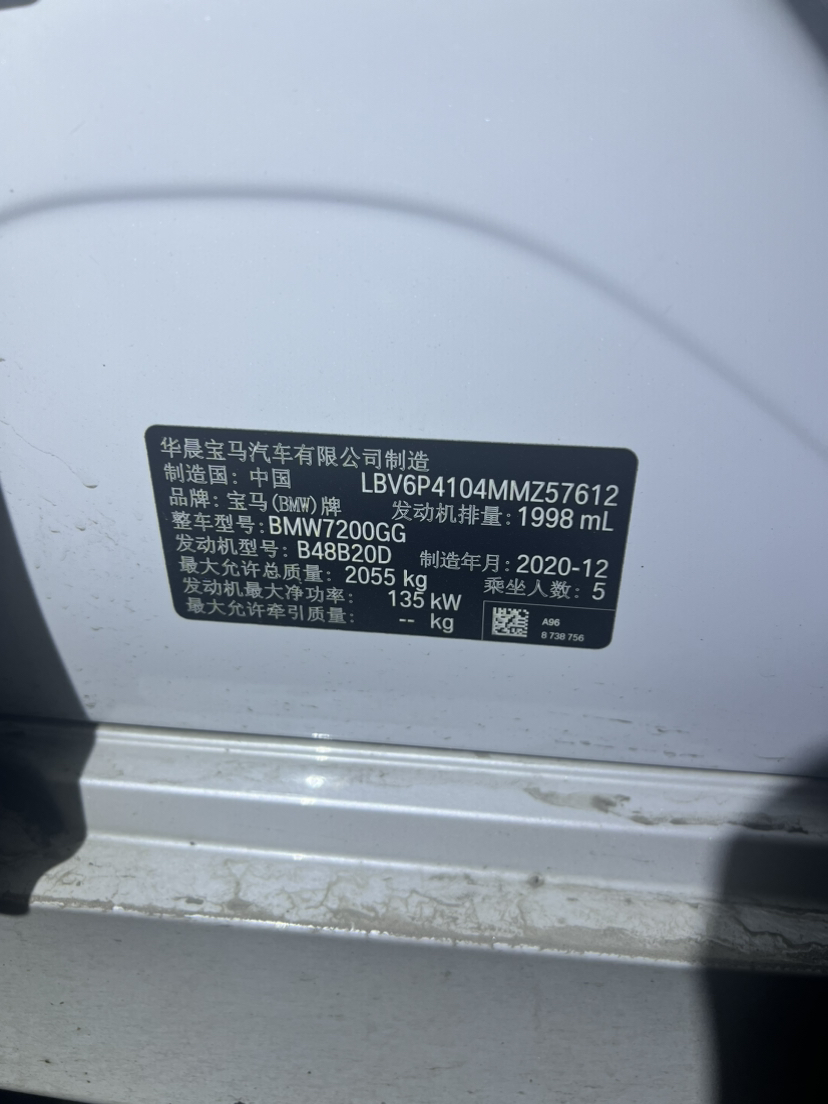 华晨宝马汽车有限公司制造
制造国: 中国 LBV6P4104MMZ57612
品牌: 宝马(BMW)牌 发动机排量: 1998 mL
整车型号: BMW7200GG
发动机型号: B48B20D 制造年月: 2020-12
最大允许总质量: 2055 kg 乘坐人数: 5
发动机最大净功率: 135 kW
最大允许牵引质量: -- kg
A96
8 738 756